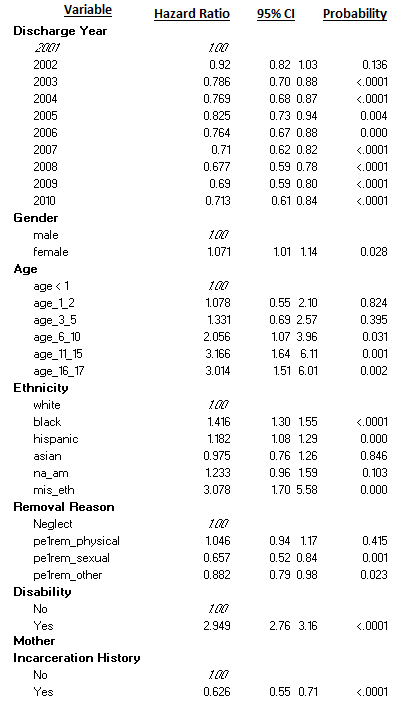 Variable Hazard Ratio 95% CI Probability
Discharge Year
2001 1.00
2002 0.92 0.82 1.03 0.136
2003 0.786 0.70 0.88 <.0001
2004 0.769 0.68 0.87 <.0001
2005 0.825 0.73 0.94 0.004
2006 0.764 0.67 0.88 0.000
2007 0.71 0.62 0.82 <.0001
2008 0.677 0.59 0.78 <.0001
2009 0.69 0.59 0.80 <.0001
2010 0.713 0.61 0.84 <.0001
Gender
male 1.00
female 1.071 1.01 1.14 0.028
Age
age < 1 1.00
age_1_2 1.078 0.55 2.10 0.824
age_3_5 1.331 0.69 2.57 0.395
age_6_10 2.056 1.07 3.96 0.031
age_11_15 3.166 1.64 6.11 0.001
age_16_17 3.014 1.51 6.01 0.002
Ethnicity
white 1.00
black 1.416 1.30 1.55 <.0001
hispanic 1.182 1.08 1.29 0.000
asian 0.975 0.76 1.26 0.846
na_am 1.233 0.96 1.59 0.103
mis_eth 3.078 1.70 5.58 0.000
Removal Reason
Neglect 1.00
pe1rem_physical 1.046 0.94 1.17 0.415
pe1rem_sexual 0.657 0.52 0.84 0.001
pe1rem_other 0.882 0.79 0.98 0.023
Disability
No 1.00
Yes 2.949 2.76 3.16 <.0001
Mother
Incarceration History
No 1.00
Yes 0.626 0.55 0.71 <.0001